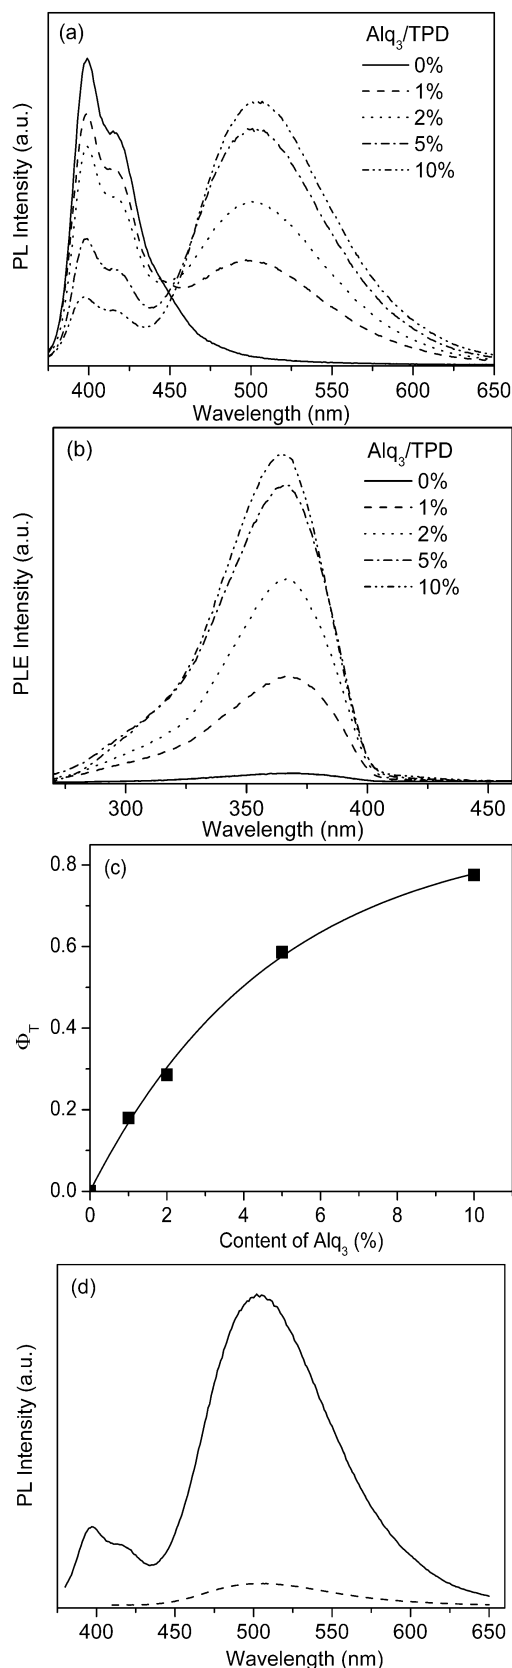 (a)
Alq₃/TPD
0%
1%
2%
5%
10%
PL Intensity (a.u.)
400 450 500 550 600 650
Wavelength (nm)
(b)
Alq₃/TPD
0%
1%
2%
5%
10%
PLE Intensity (a.u.)
300 350 400 450
Wavelength (nm)
(c)
0.8
0.6
0.4
0.2
0.0
Φ_T
0 2 4 6 8 10
Content of Alq₃ (%)
(d)
PL Intensity (a.u.)
400 450 500 550 600 650
Wavelength (nm)